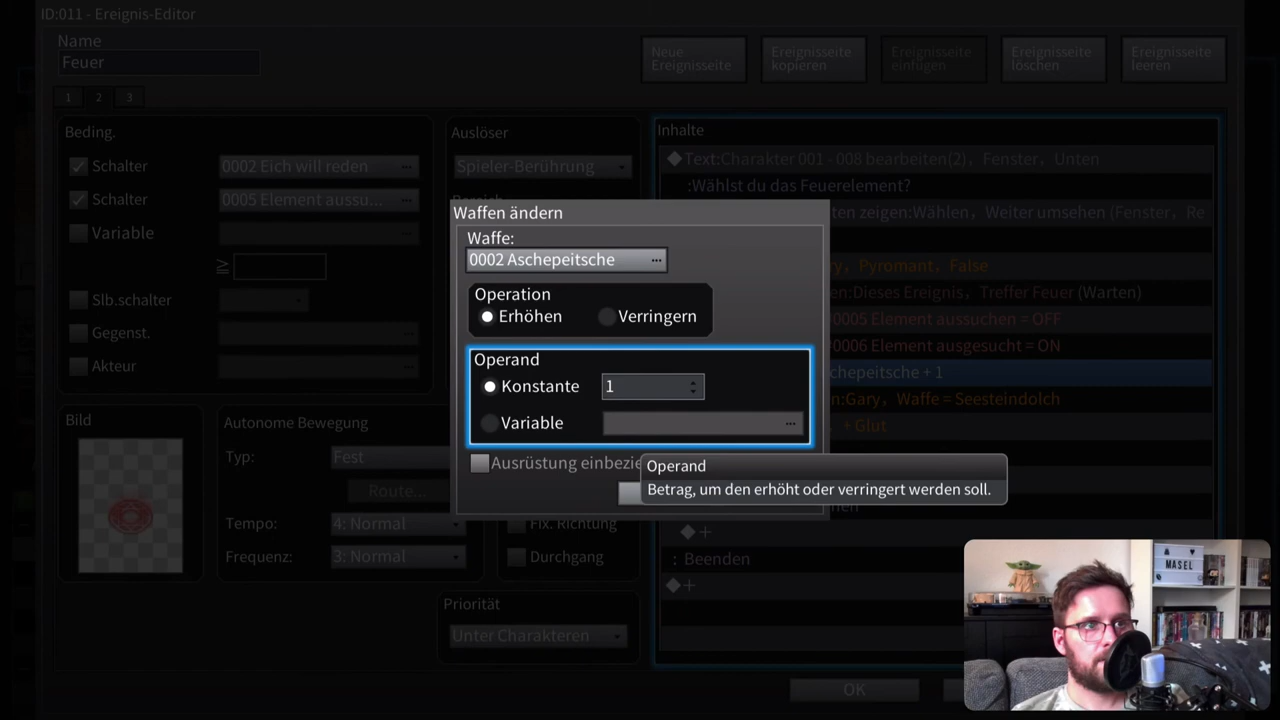 ID:011 - Ereignis-Editor
Name
Feuer
Neue Ereignisseite
Ereignisseite kopieren
Ereignisseite einfügen
Ereignisseite löschen
Ereignisseite leeren
1 2 3
Beding.
Schalter 0002 Eich will reden ...
Schalter 0005 Element aussu... ...
Variable
≥
Slb.schalter
Gegenst.
Akteur
Auslöser
Spieler-Berührung
Inhalte
◆Text:Charakter 001 - 008 bearbeiten(2), Fenster, Unten
:Wählst du das Feuerelement?
ten zeigen:Wählen, Weiter umsehen (Fenster, Re
y, Pyromant, False
en:Dieses Ereignis, Treffer Feuer (Warten)
0005 Element aussuchen = OFF
0006 Element ausgesucht = ON
chepeitsche + 1
n:Gary, Waffe = Seesteindolch
+ Glut
◆+
: Beenden
◆+
Waffen ändern
Waffe:
0002 Aschepeitsche ...
Operation
Erhöhen
Verringern
Operand
Konstante 1
Variable ...
Ausrüstung einbezie
Operand
Betrag, um den erhöht oder verringert werden soll.
Bild
Autonome Bewegung
Typ: Fest
Route...
Tempo: 4: Normal
Frequenz: 3: Normal
Fix. Richtung
Durchgang
Priorität
Unter Charakteren
OK
MASEL